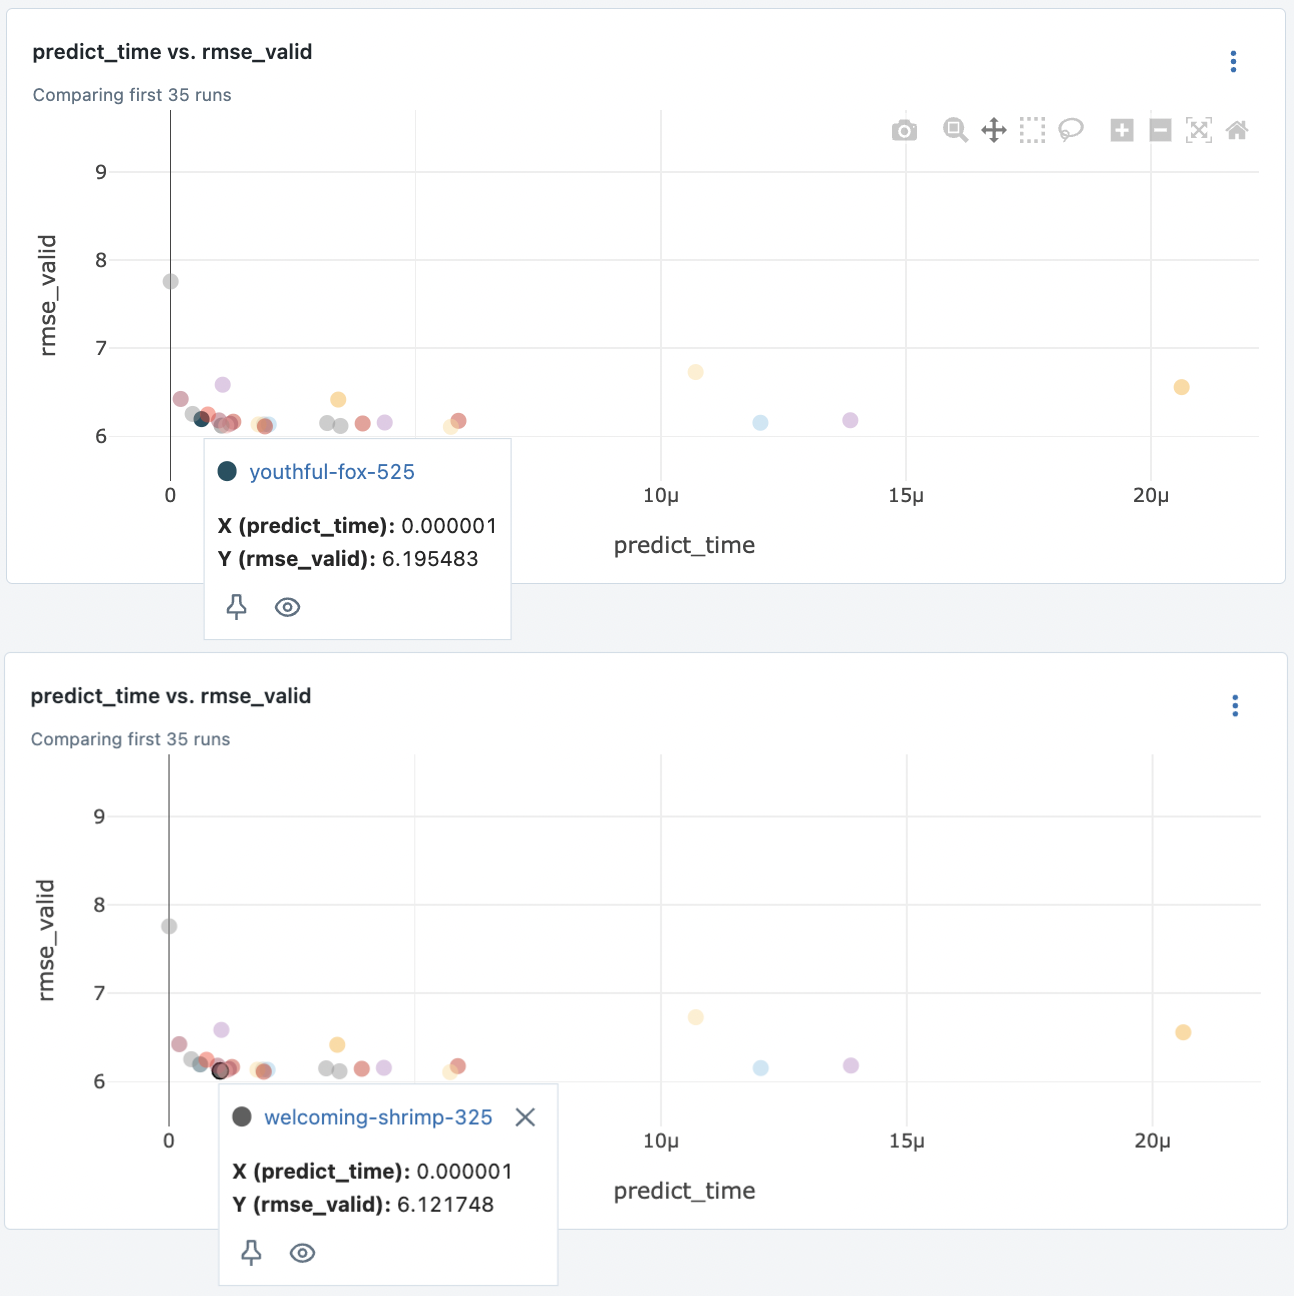 predict_time vs. rmse_valid
Comparing first 35 runs
9
8
7
6
rmse_valid
0
10μ
15μ
20μ
predict_time
youthful-fox-525
X (predict_time): 0.000001
Y (rmse_valid): 6.195483
predict_time vs. rmse_valid
Comparing first 35 runs
9
8
7
6
rmse_valid
0
10μ
15μ
20μ
predict_time
welcoming-shrimp-325
X (predict_time): 0.000001
Y (rmse_valid): 6.121748